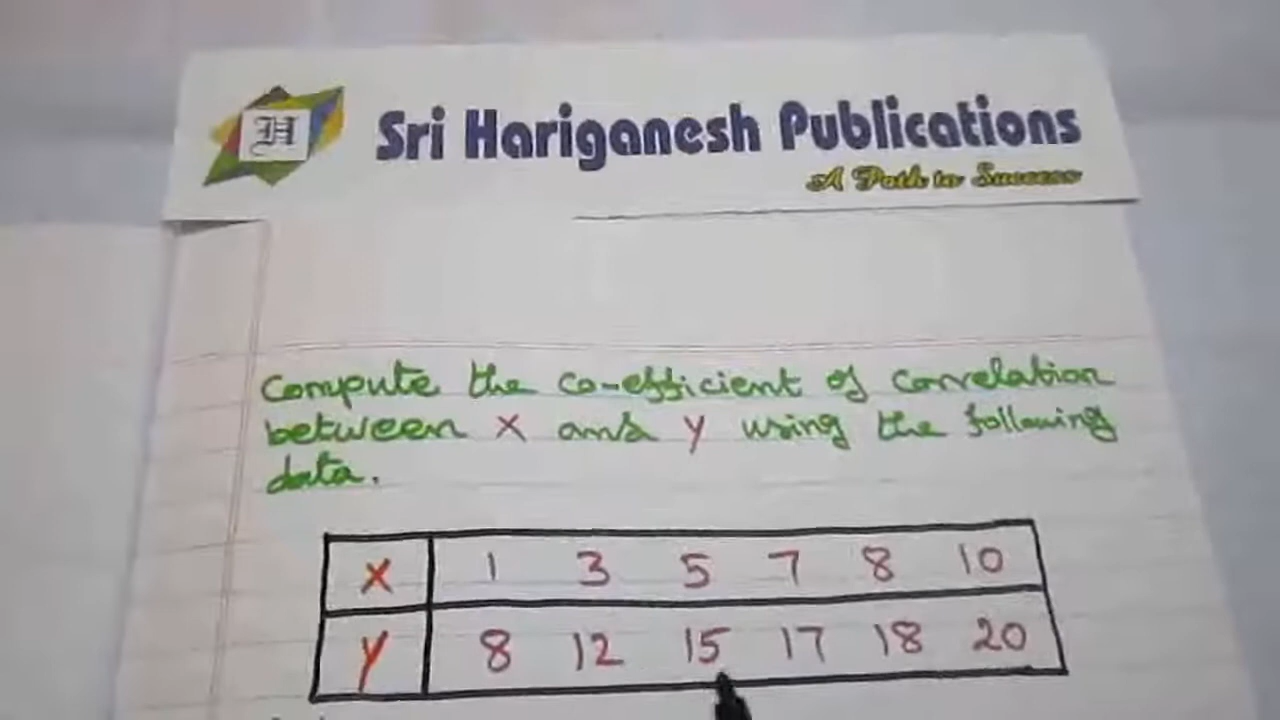 H
Sri Hariganesh Publications
A Path to Success
Compute the co-efficient of correlation
between X and Y using the following
data.
X 1 3 5 7 8 10
Y 8 12 15 17 18 20